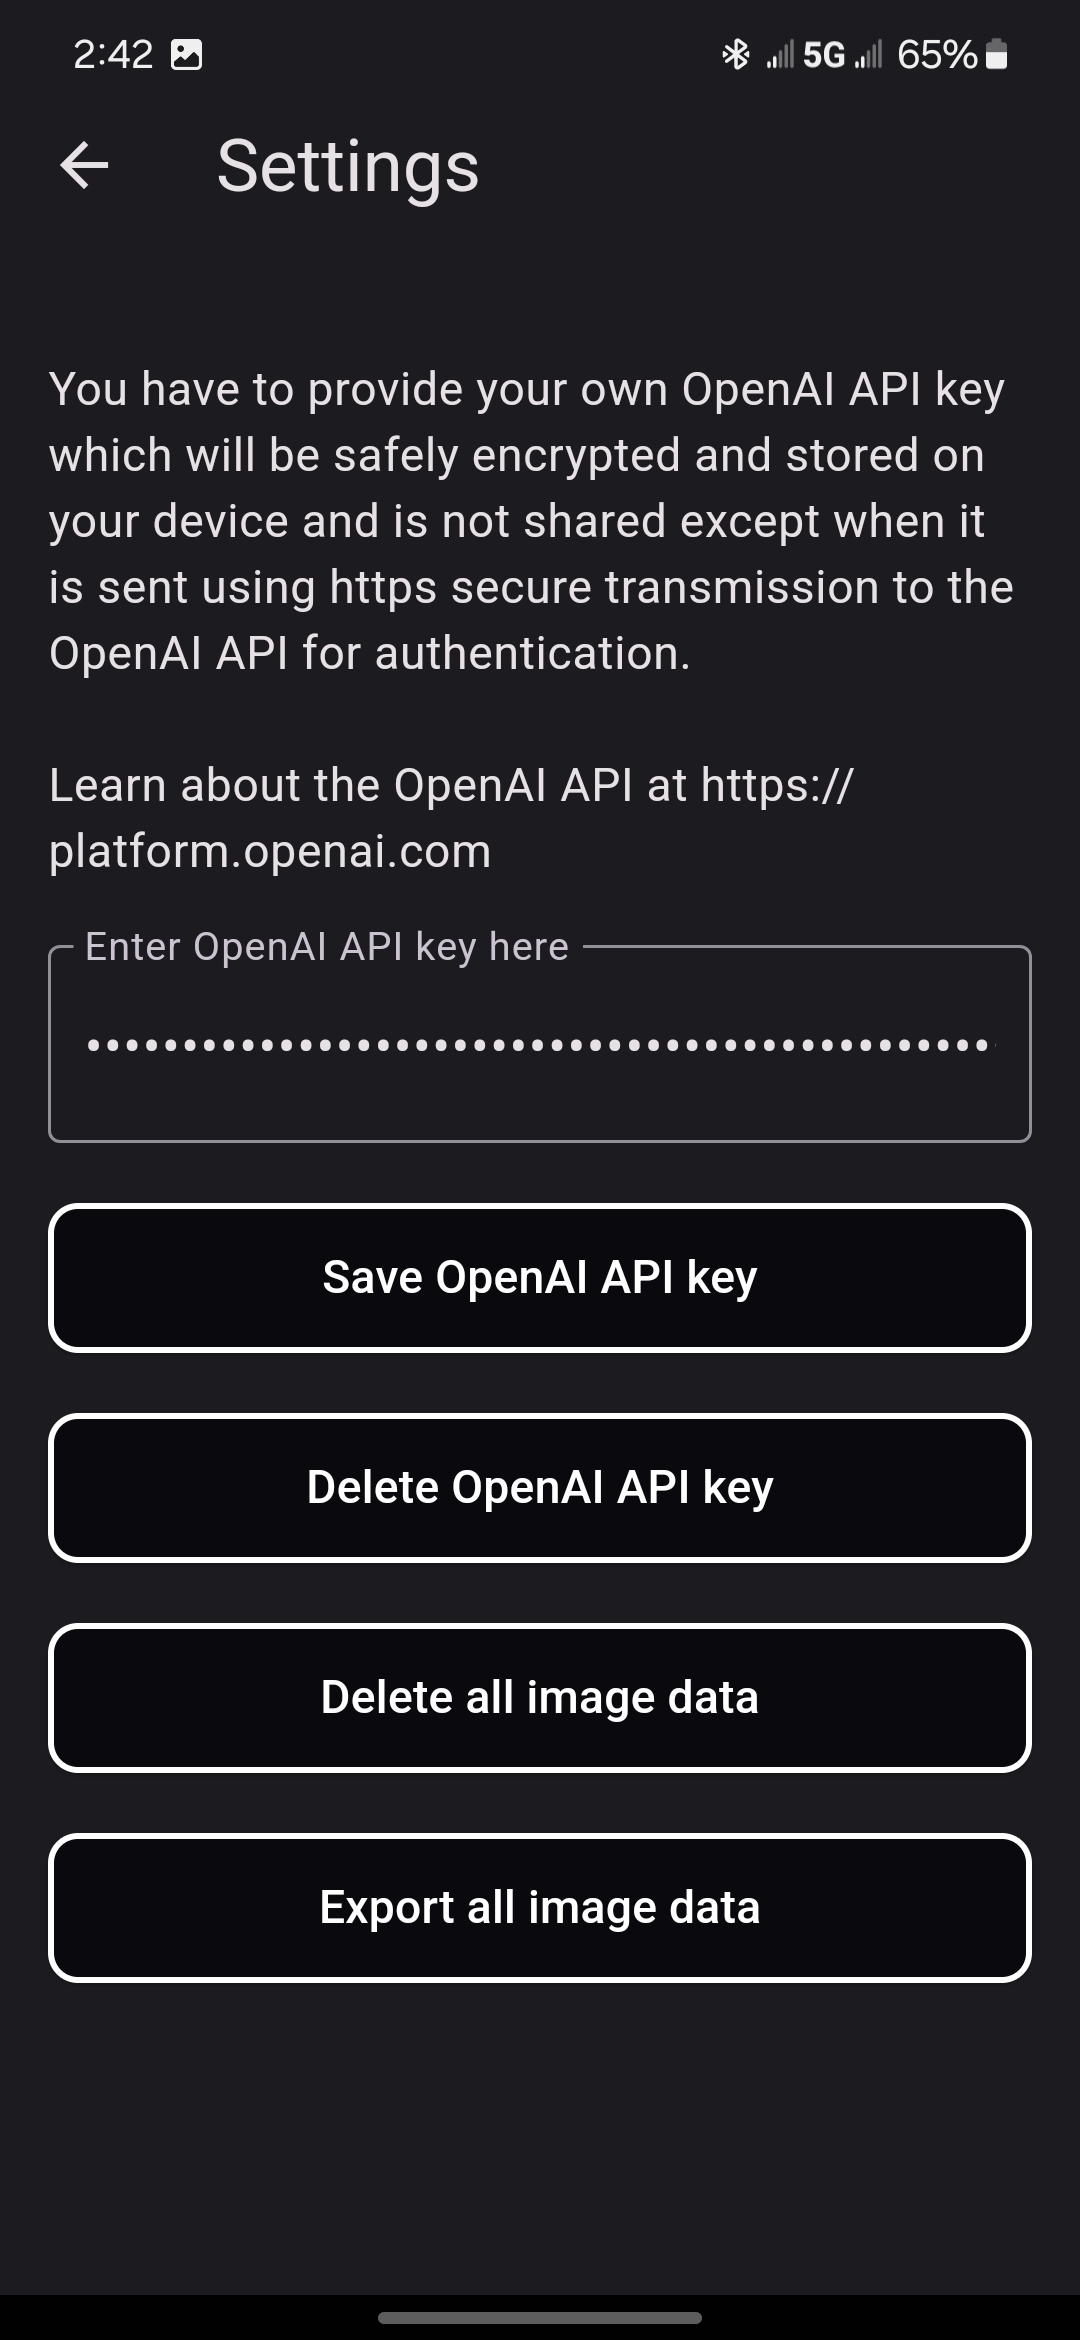 2:42
5G 65%
Settings
You have to provide your own OpenAI API key
which will be safely encrypted and stored on
your device and is not shared except when it
is sent using https secure transmission to the
OpenAI API for authentication.
Learn about the OpenAI API at https://
platform.openai.com
Enter OpenAI API key here
Save OpenAI API key
Delete OpenAI API key
Delete all image data
Export all image data